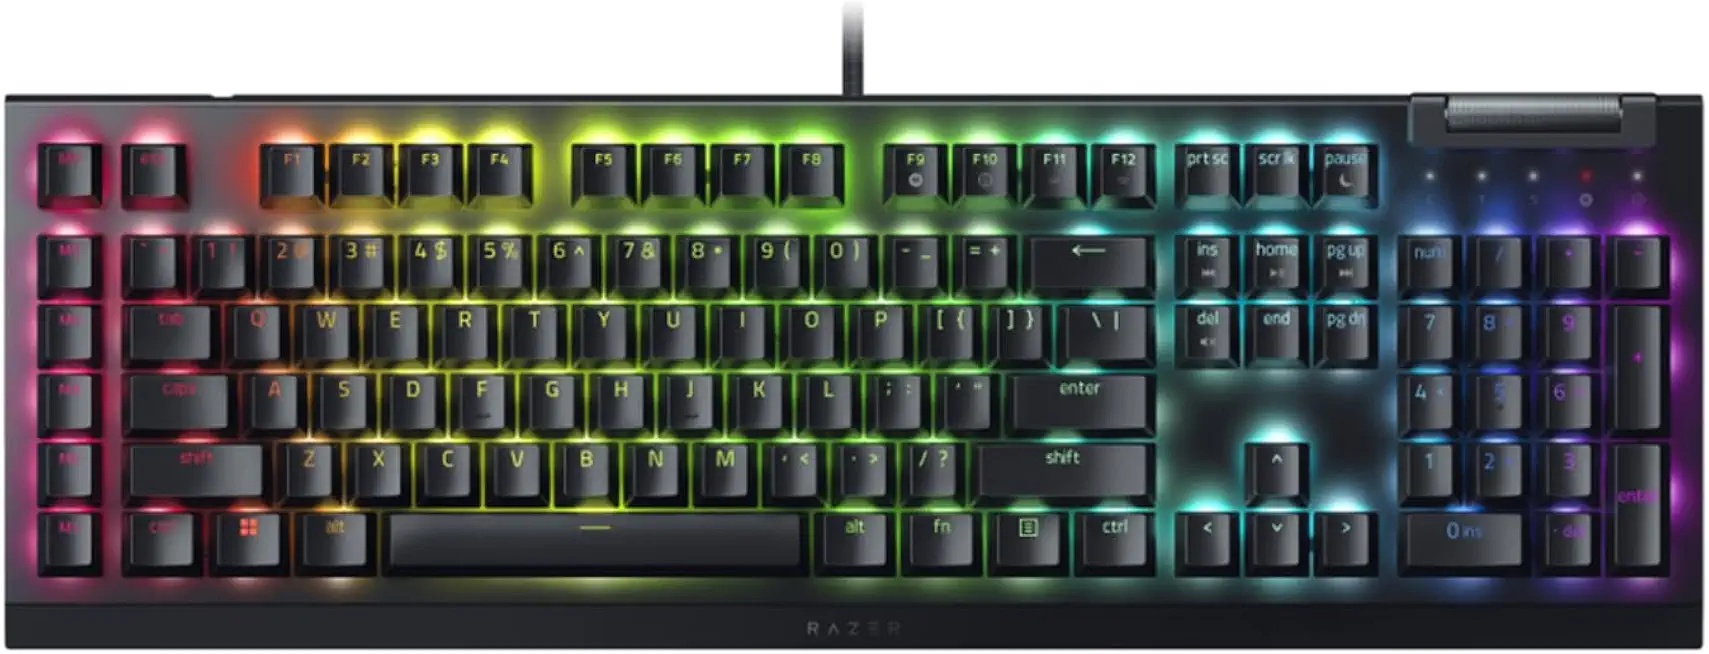 esc F1 F2 F3 F4 F5 F6 F7 F8 F9 F10 F11 F12 prt sc scr lk pause
1 ! 2 @ 3 # 4 $ 5 % 6 ^ 7 & 8 * 9 ( 0 ) - _ = + ← ins home pg up num / * -
tab Q W E R T Y U I O P [ { ] } \ | del end pg dn 7 8 9 +
caps A S D F G H J K L ; : ' " enter 4 5 6
shift Z X C V B N M , < . > / ? shift ^ 1 2 3 enter
ctrl alt alt fn ctrl < v > 0 ins . del
RAZER